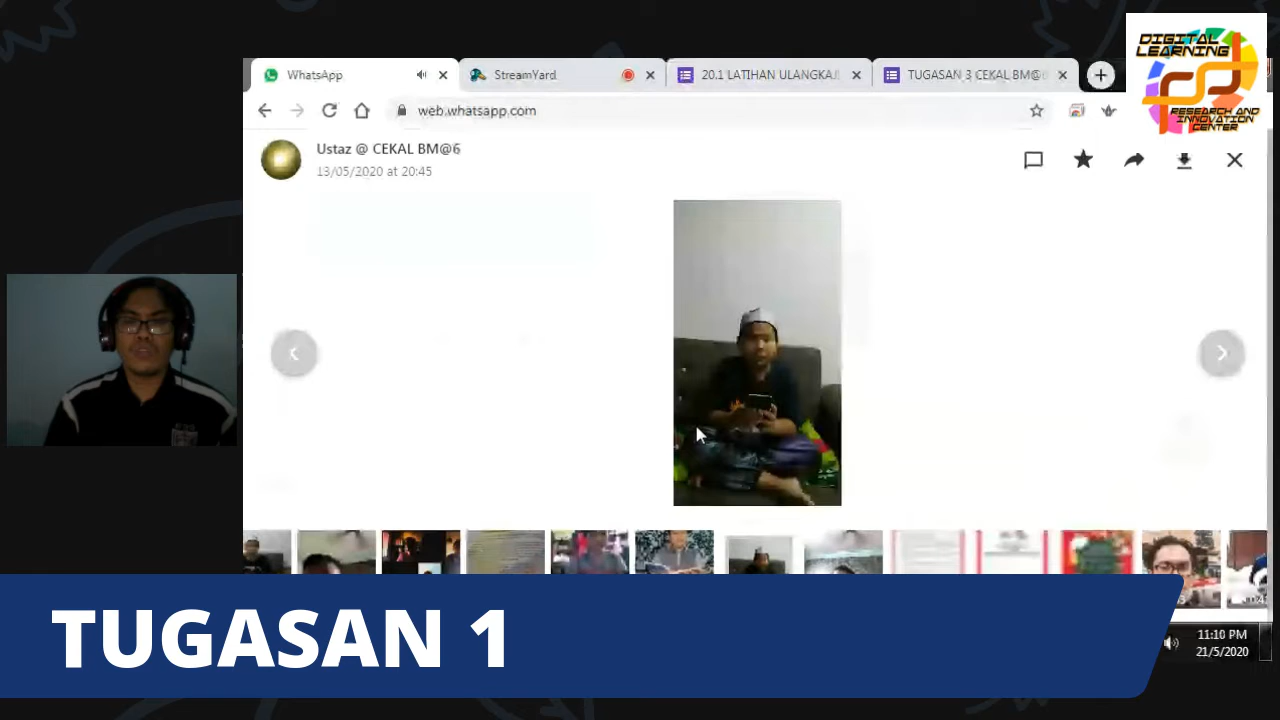 DIGITAL
LEARNING
RESEARCH AND
INNOVATION
CENTER
WhatsApp
StreamYard
20.1 LATIHAN ULANGKAJ
TUGASAN 3 CEKAL BM@6
web.whatsapp.com
Ustaz @ CEKAL BM@6
13/05/2020 at 20:45
TUGASAN 1
11:10 PM
21/5/2020